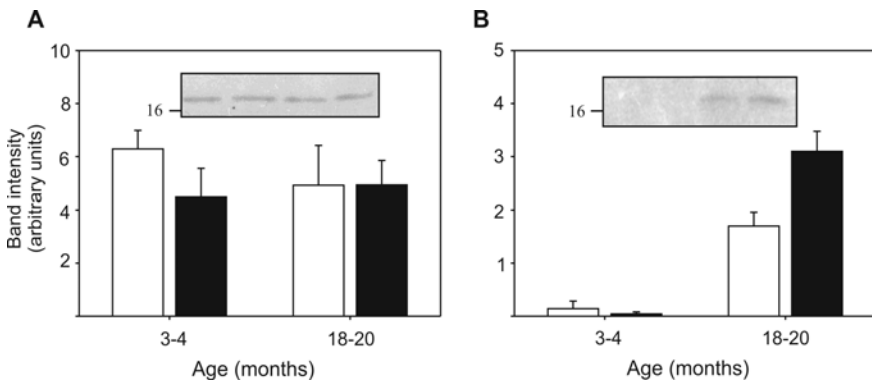 A
Band intensity
(arbitrary units)
10
8
6
4
2
16
3-4
18-20
Age (months)
B
5
4
3
2
1
16
3-4
18-20
Age (months)